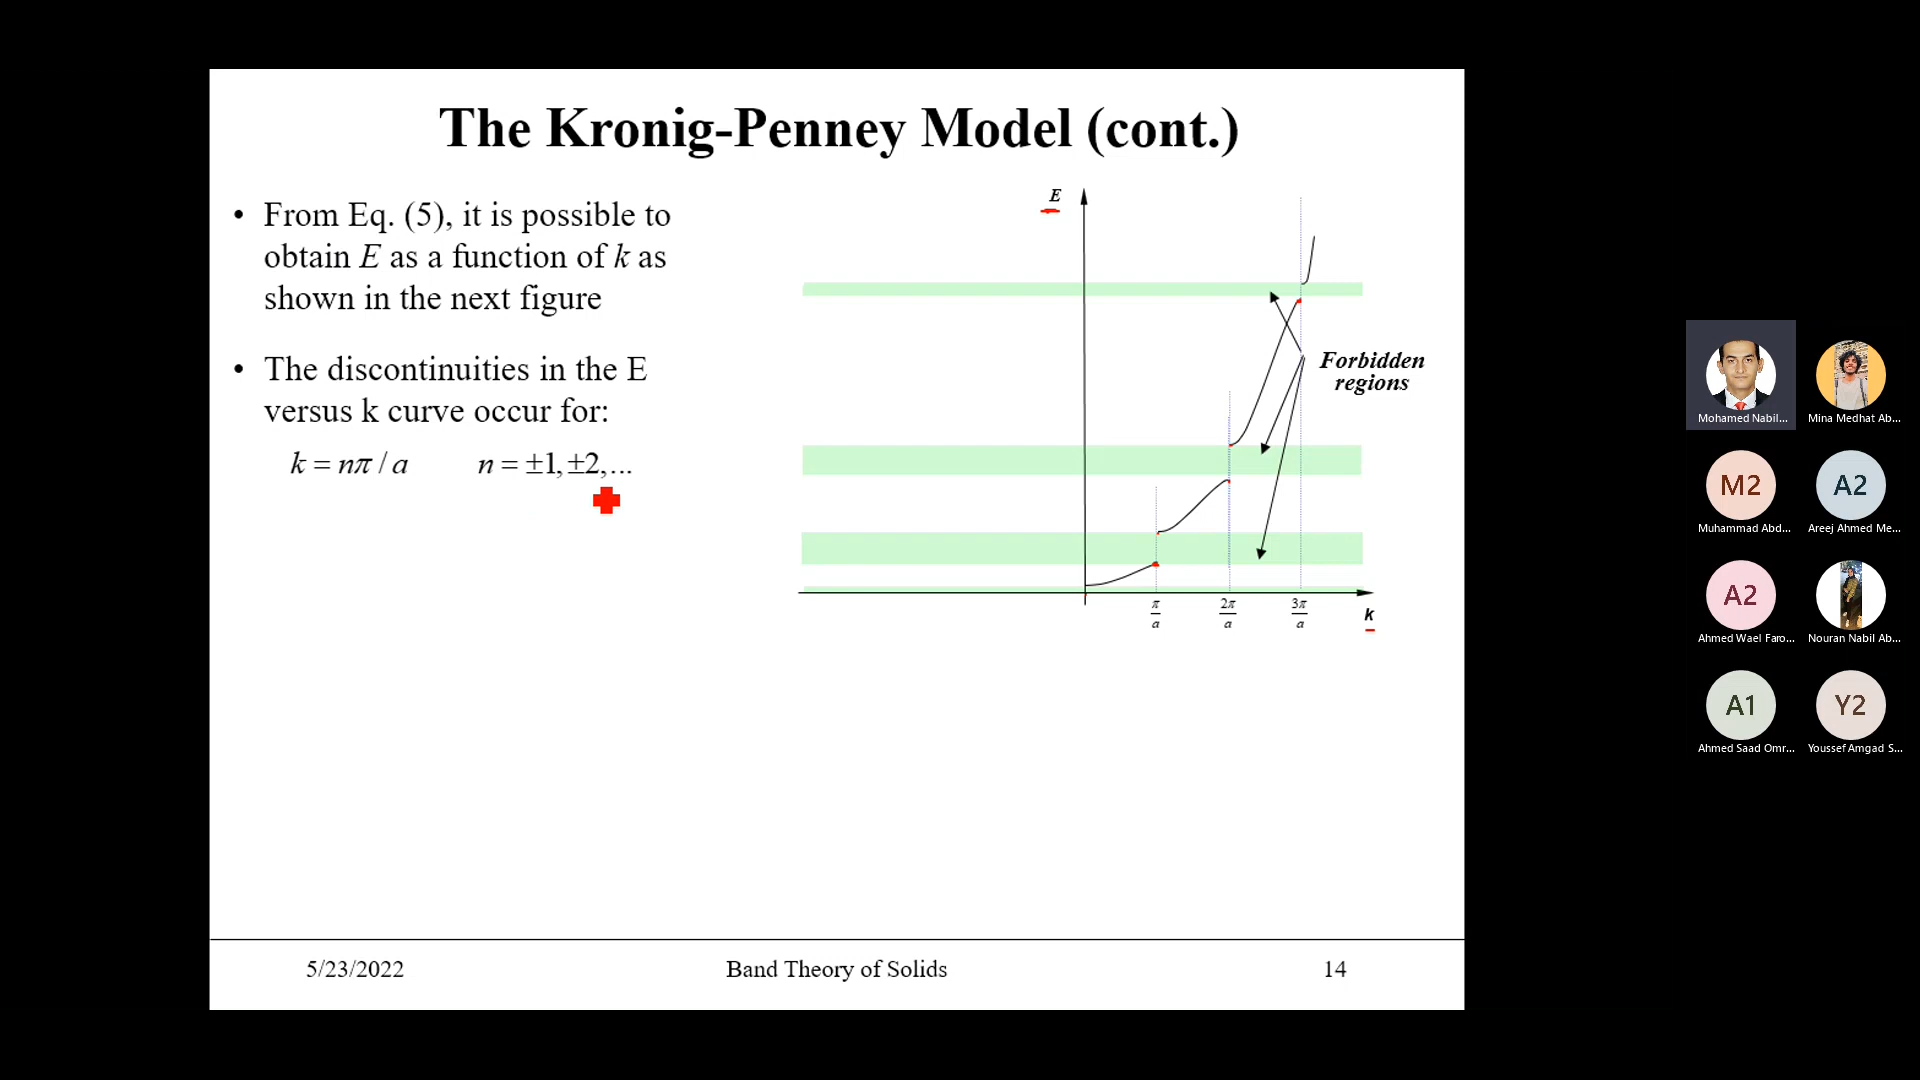 The Kronig-Penney Model (cont.)
• From Eq. (5), it is possible to
obtain E as a function of k as
shown in the next figure
• The discontinuities in the E
versus k curve occur for:
k = nπ / a n = ±1, ±2,...
E
Forbidden
regions
π/a 2π/a 3π/a
k
5/23/2022 Band Theory of Solids 14
Mohamed Nabil... Mina Medhat Ab...
M2 A2
Muhammad Abd... Areej Ahmed Me...
A2
Ahmed Wael Faro... Nouran Nabil Ab...
A1 Y2
Ahmed Saad Omr... Youssef Amgad S...